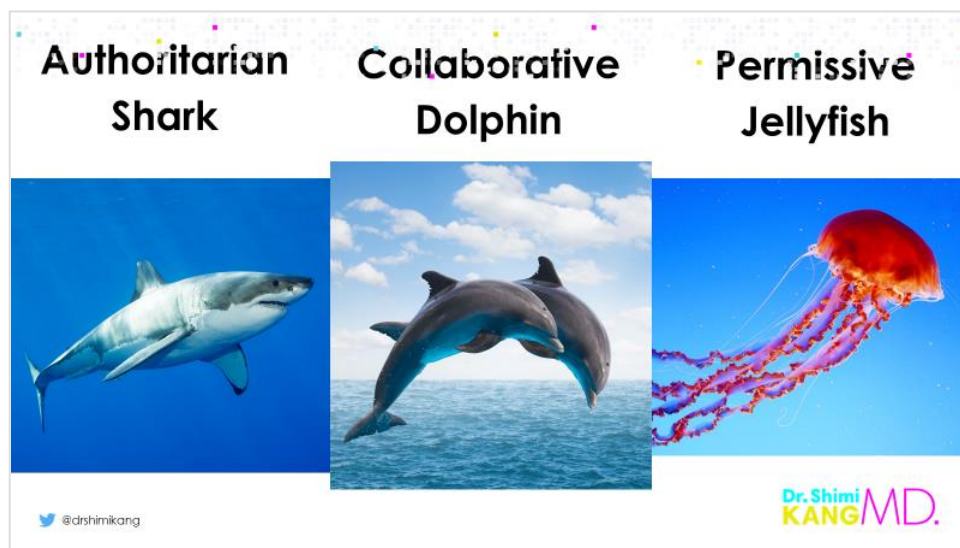 Authoritarian
Shark
Collaborative
Dolphin
Permissive
Jellyfish
@drshimikang
Dr. Shimi
KANG MD.